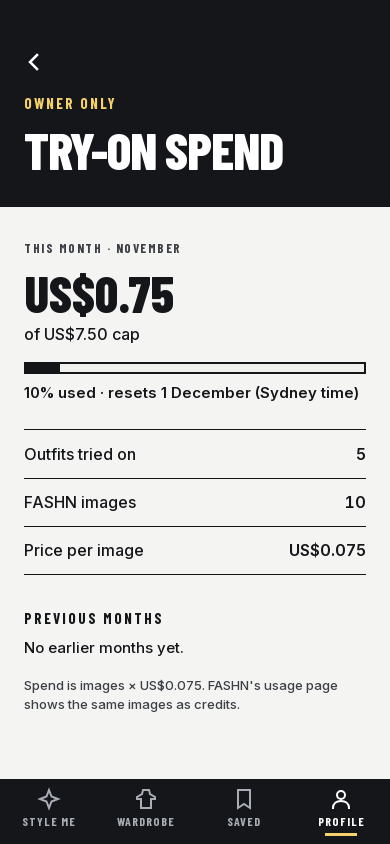 OWNER ONLY
TRY-ON SPEND
THIS MONTH · NOVEMBER
US$0.75
of US$7.50 cap
10% used · resets 1 December (Sydney time)
Outfits tried on 5
FASHN images 10
Price per image US$0.075
PREVIOUS MONTHS
No earlier months yet.
Spend is images × US$0.075. FASHN's usage page
shows the same images as credits.
STYLE ME WARDROBE SAVED PROFILE